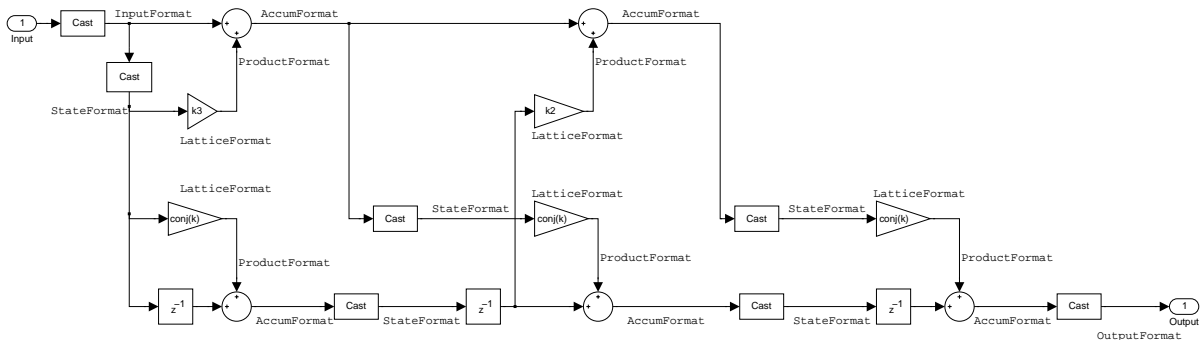 InputFormat AccumFormat AccumFormat
1 Cast + + + +
Input
ProductFormat ProductFormat
Cast
StateFormat k3 k2
LatticeFormat LatticeFormat
LatticeFormat LatticeFormat LatticeFormat
StateFormat StateFormat
conj(k) Cast conj(k) Cast conj(k)
ProductFormat ProductFormat ProductFormat
z−1 + + Cast z−1 + + Cast z−1 + + Cast 1
AccumFormat StateFormat AccumFormat StateFormat AccumFormat Output
OutputFormat